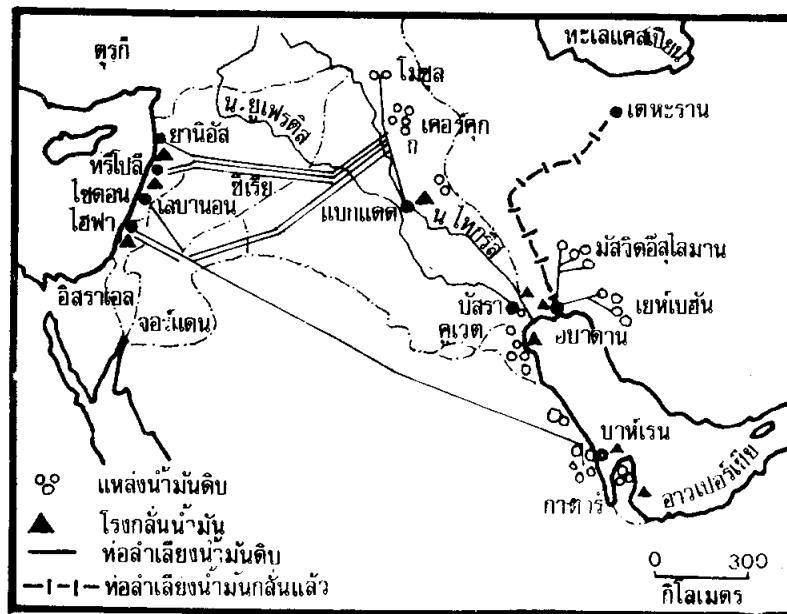 ตุรกี
ทะเลแคสเปียน
โมซุล
น.ยูเฟรติส
เตหะราน
เคอร์คุก
ยานิอัส
ทรีโปลี
ซีเรีย
ไซดอน
เลบานอน
แบกแดด
น.ไทกรีส
ไฮฟา
มัสวิดอีสุไลมาน
อิสราเอล
บัสรา
เยห์เบฮัน
จอร์แดน
คูเวต
อบาดาน
บาห์เรน
แหล่งน้ำมันดิบ
กาตาร์
อาวเปอร์เซีย
โรงกลั่นน้ำมัน
ท่อลำเลียงน้ำมันดิบ
0 300
ท่อลำเลียงน้ำมันกลั่นแล้ว
กิโลเมตร